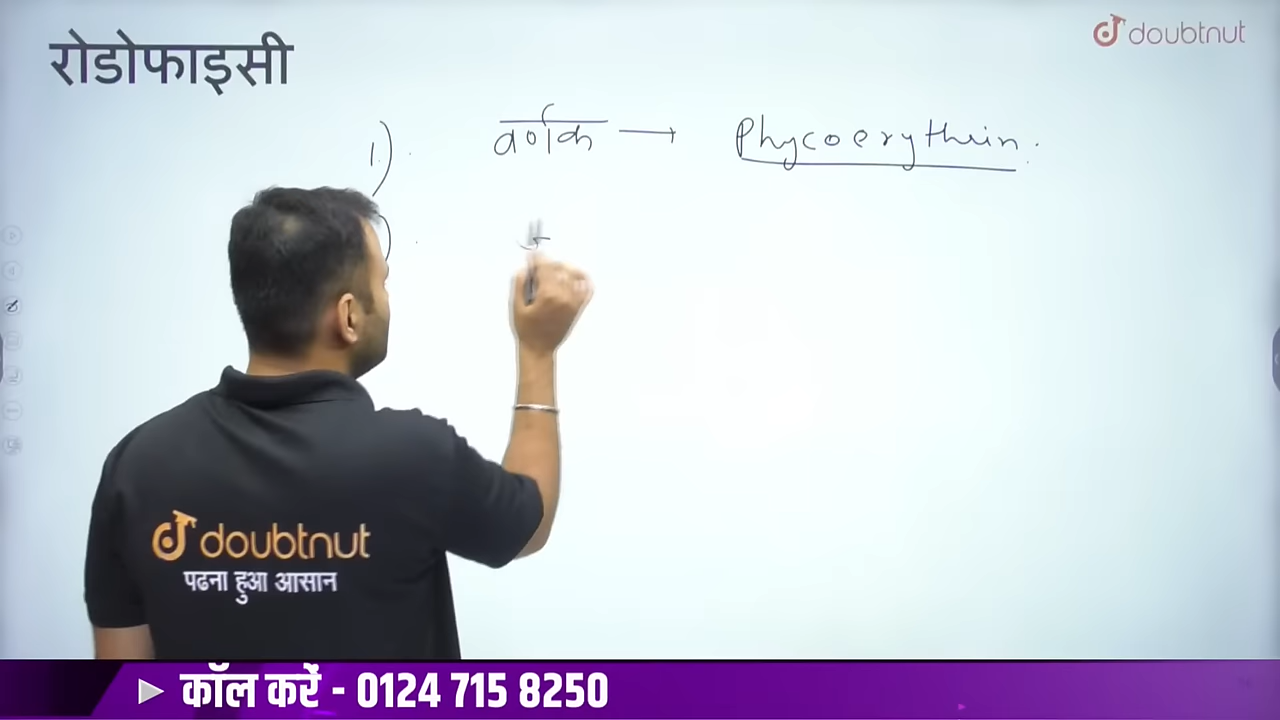 रोडोफाइसी
doubtnut
1.) वर्णक → Phycoerythrin.
doubtnut
पढना हुआ आसान
कॉल करें - 0124 715 8250